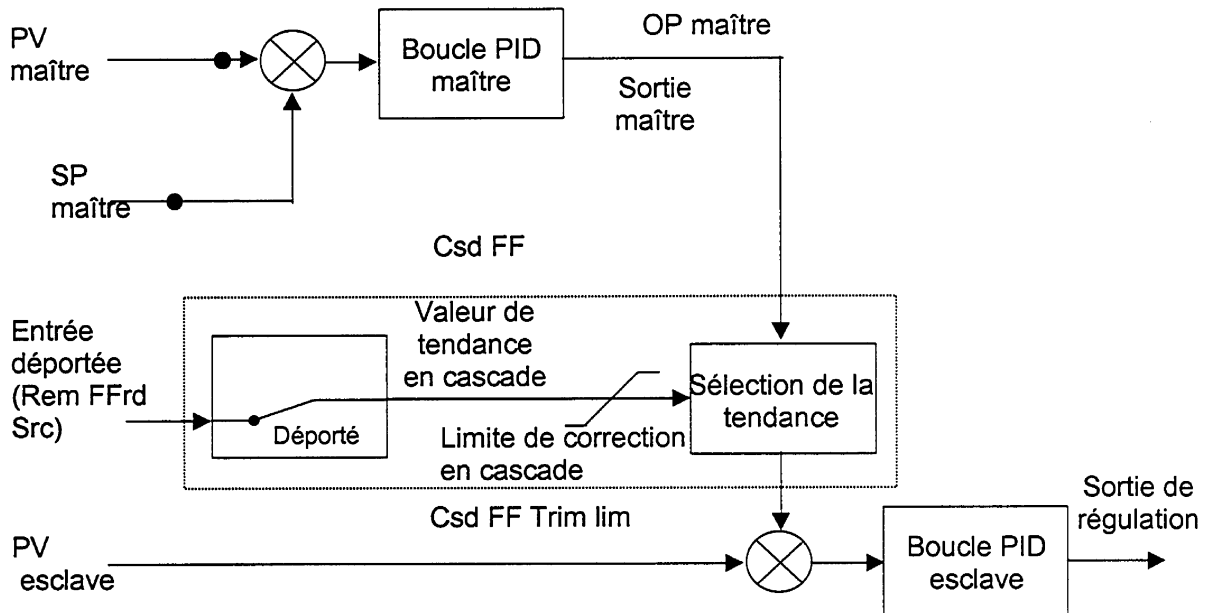 PV
maître
Boucle PID
maître
OP maître
Sortie
maître
SP
maître
Csd FF
Entrée
déportée
(Rem FFrd
Src)
Déporté
Valeur de
tendance
en cascade
Limite de correction
en cascade
Sélection de la
tendance
Csd FF Trim lim
PV
esclave
Boucle PID
esclave
Sortie de
régulation